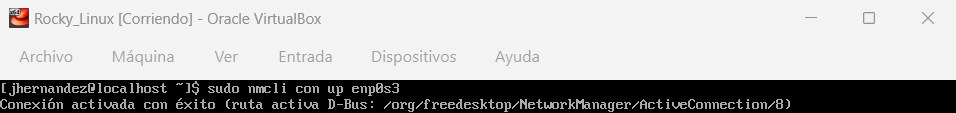 Rocky_Linux [Corriendo] - Oracle VirtualBox
Archivo Máquina Ver Entrada Dispositivos Ayuda
[jhernandez@localhost ~]$ sudo nmcli con up enp0s3
Conexión activada con éxito (ruta activa D-Bus: /org/freedesktop/NetworkManager/ActiveConnection/8)